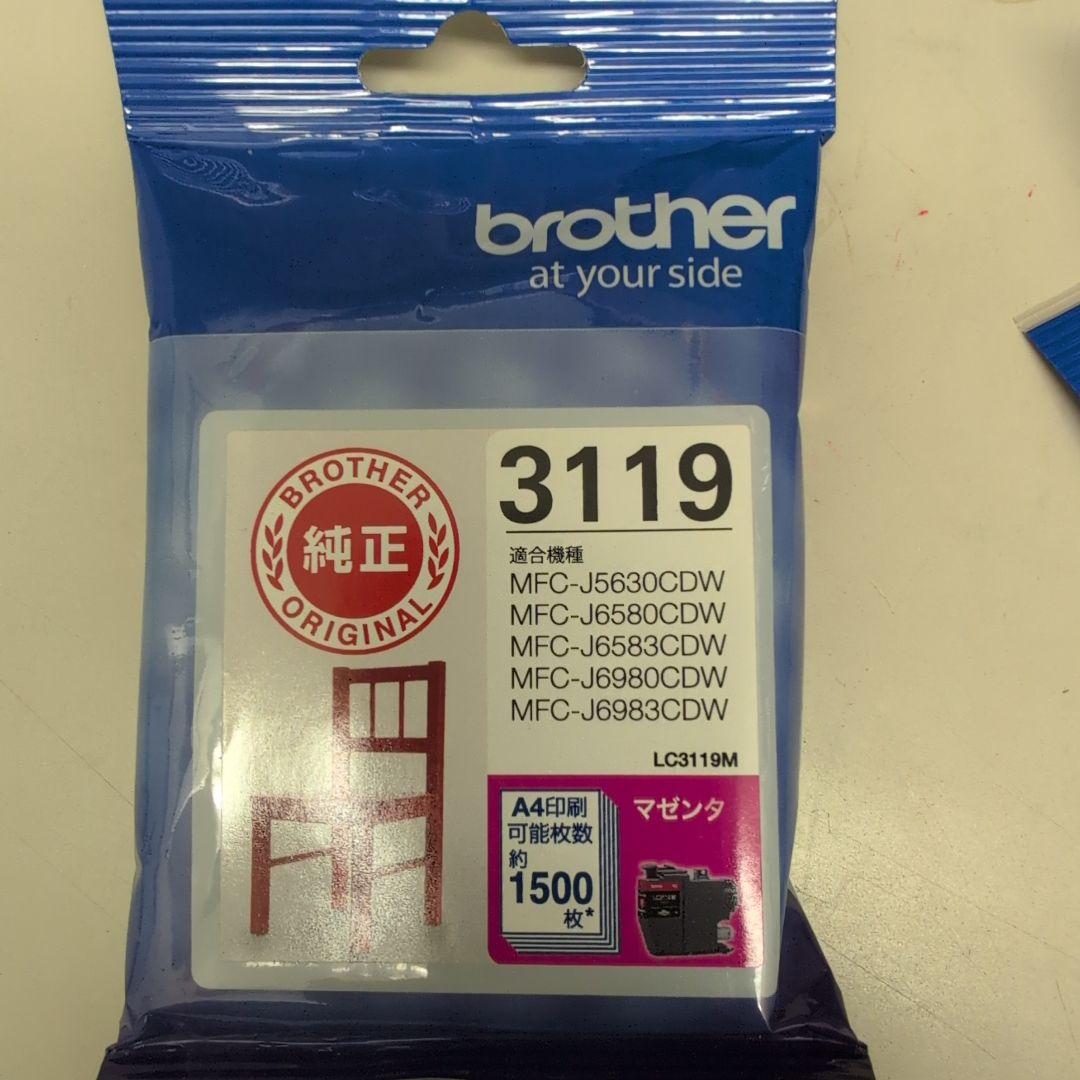 brother
at your side
BROTHER
純正
ORIGINAL
3119
適合機種
MFC-J5630CDW
MFC-J6580CDW
MFC-J6583CDW
MFC-J6980CDW
MFC-J6983CDW
LC3119M
A4印刷
可能枚数
約
1500
枚*
マゼンタ